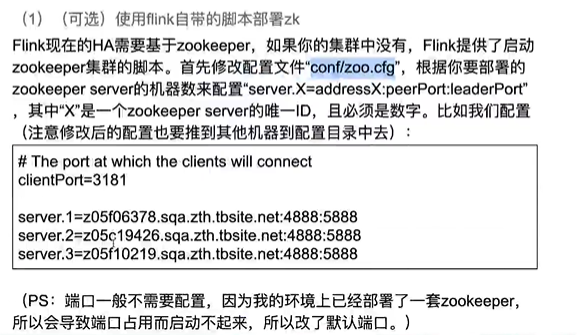 （1）（可选）使用flink自带的脚本部署zk
Flink现在的HA需要基于zookeeper，如果你的集群中没有，Flink提供了启动
zookeeper集群的脚本。首先修改配置文件“conf/zoo.cfg”，根据你要部署的
zookeeper server的机器数来配置“server.X=addressX:peerPort:leaderPort”
，其中“X”是一个zookeeper server的唯一ID，且必须是数字。比如我们配置
（注意修改后的配置也要推到其他机器到配置目录中去）：
# The port at which the clients will connect
clientPort=3181
server.1=z05f06378.sqa.zth.tbsite.net:4888:5888
server.2=z05c19426.sqa.zth.tbsite.net:4888:5888
server.3=z05f10219.sqa.zth.tbsite.net:4888:5888
（PS：端口一般不需要配置，因为我的环境上已经部署了一套zookeeper，
所以会导致端口占用而启动不起来，所以改了默认端口。）